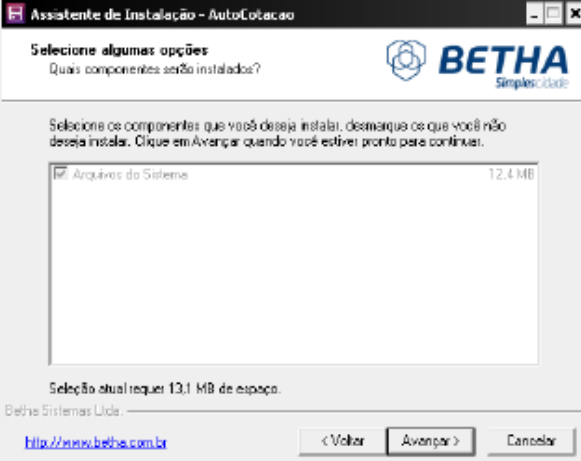 Assistente de Instalação - AutoCotacao
Selecione algumas opções
Quais componentes serão instalados?
BETHA
Simplescidade
Selecione os componentes que você deseja instalar, desmarque os que você não
deseja instalar. Clique em Avançar quando você estiver pronto para continuar.
Arquivos do Sistema 12,4 MB
Seleção atual requer 13,1 MB de espaço.
Betha Sistemas Ltda.
http://www.betha.com.br
< Voltar Avançar > Cancelar